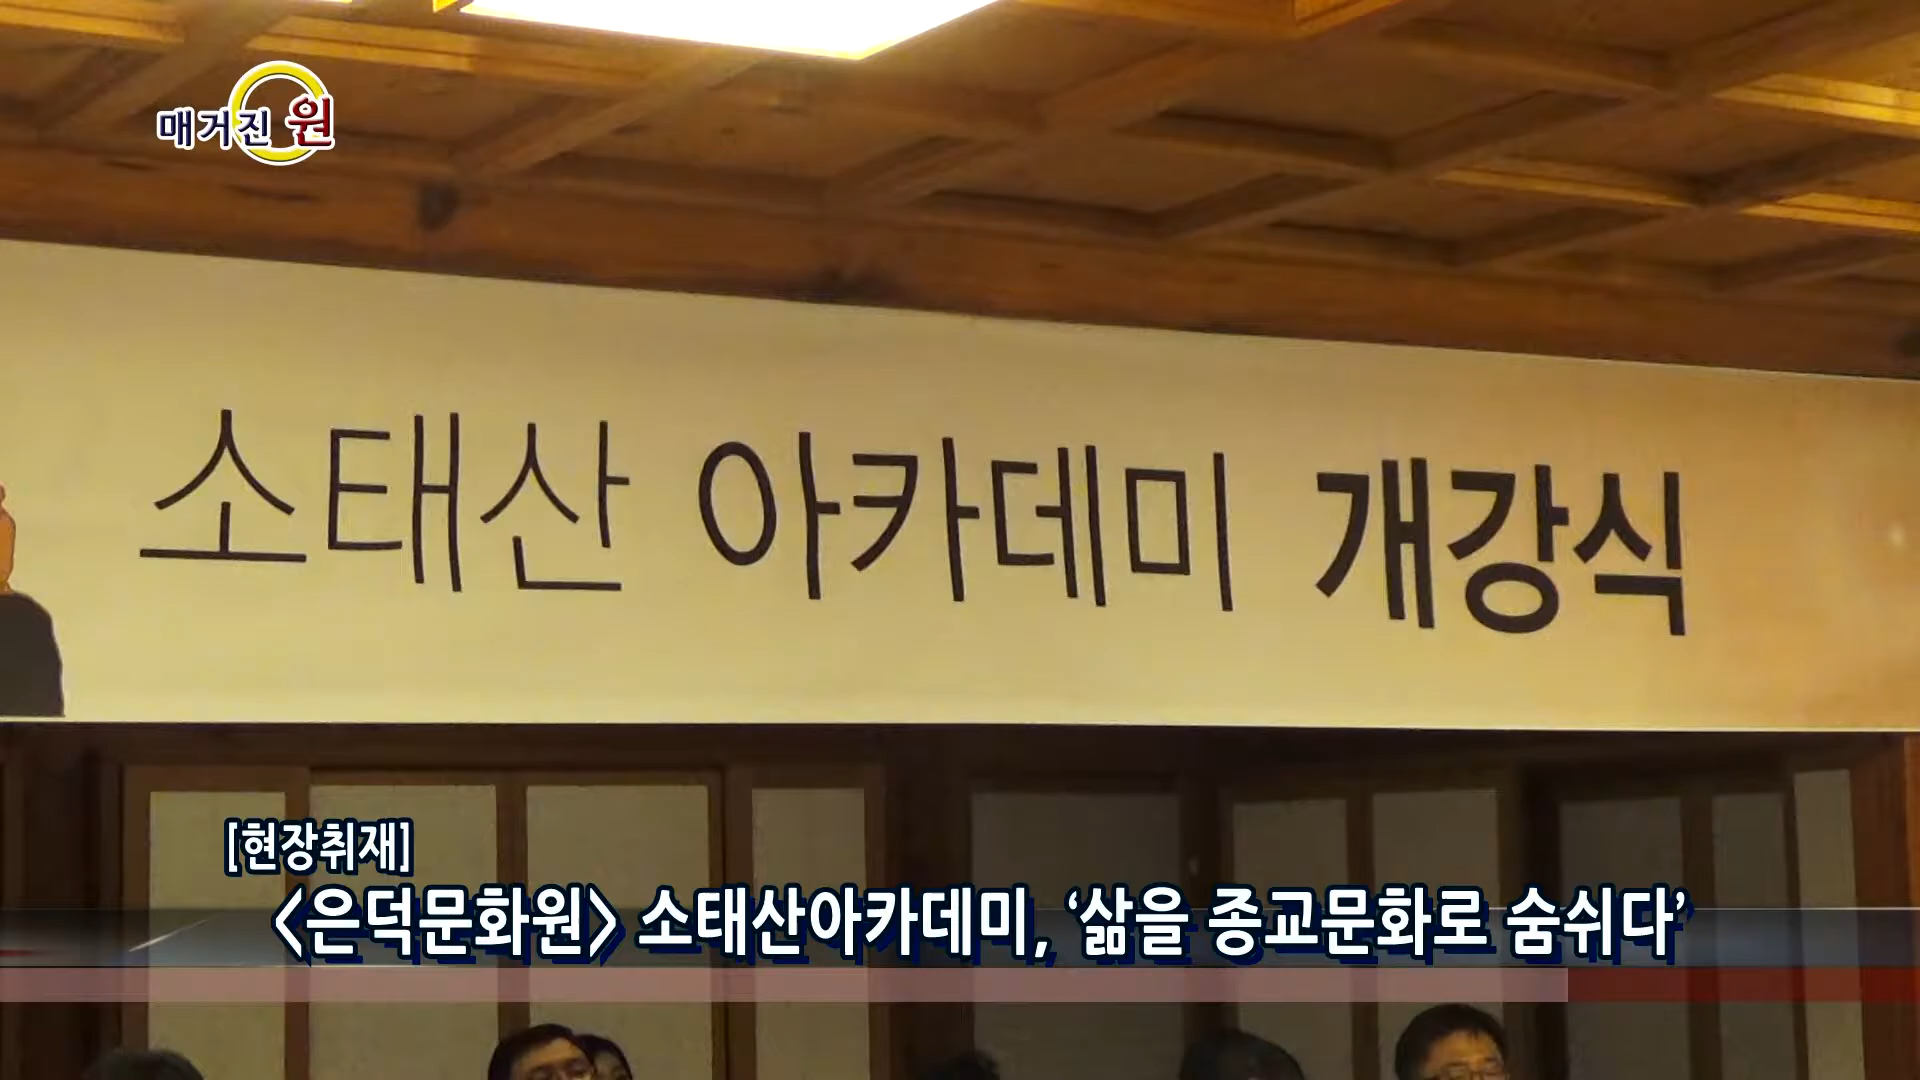 매거진 원
소태산 아카데미 개강식
[현장취재]
<은덕문화원> 소태산아카데미, ‘삶을 종교문화로 숨쉬다’